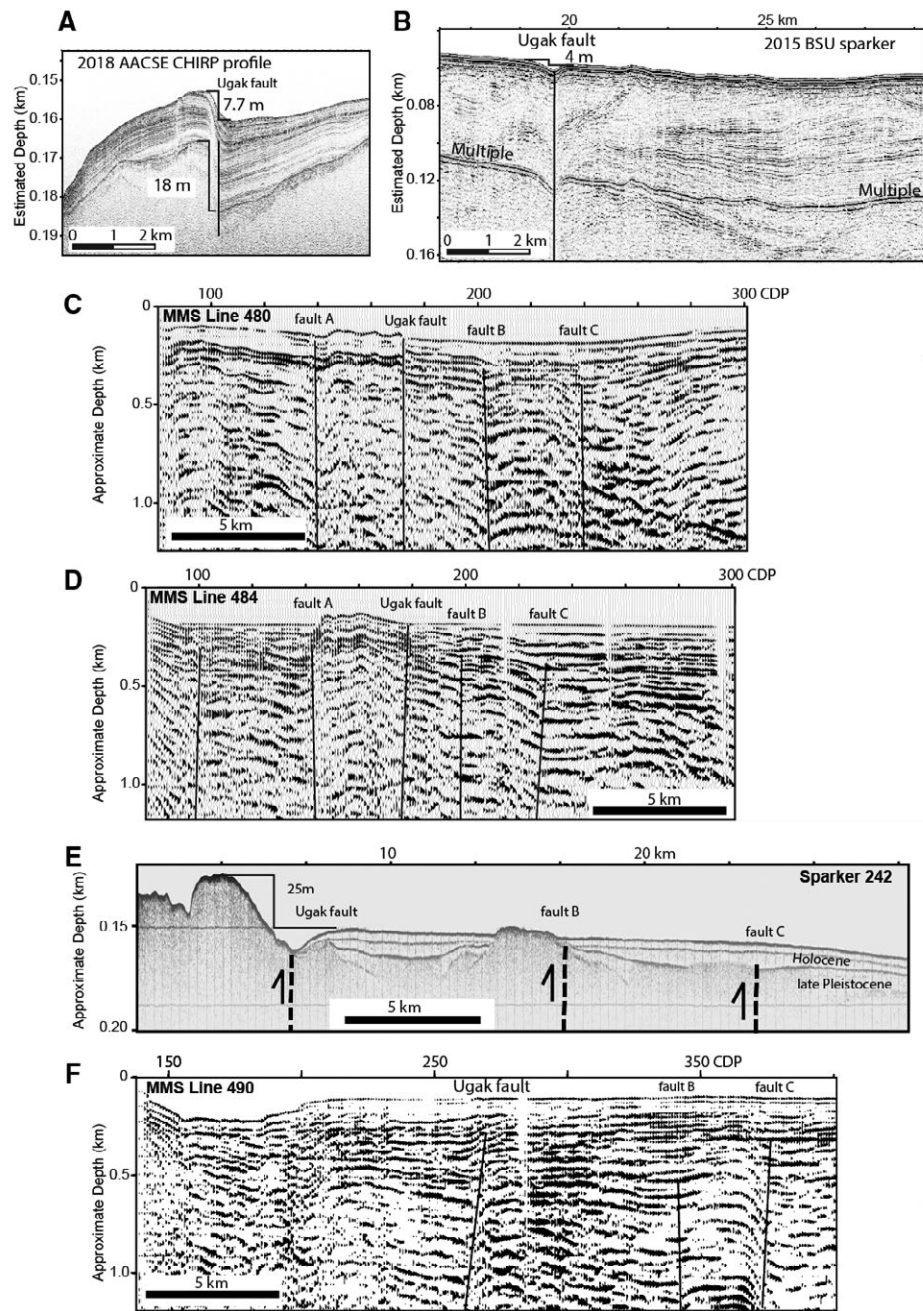 A
2018 AACSE CHIRP profile
Ugak fault
7.7 m
18 m
0.15
0.16
0.17
0.18
0.19
Estimated Depth (km)
0 1 2 km
B
20 25 km
Ugak fault
4 m
2015 BSU sparker
0.08
0.12
0.16
Estimated Depth (km)
Multiple
Multiple
0 1 2 km
C
100 200 300 CDP
MMS Line 480
fault A
Ugak fault
fault B
fault C
0
0.5
1.0
Approximate Depth (km)
5 km
D
100 200 300 CDP
MMS Line 484
fault A
Ugak fault
fault B
fault C
0
0.5
1.0
Approximate Depth (km)
5 km
E
10 20 km
Sparker 242
25m
Ugak fault
fault B
fault C
Holocene
late Pleistocene
0.15
0.20
Approximate Depth (km)
5 km
F
150 250 350 CDP
MMS Line 490
Ugak fault
fault B
fault C
0
0.5
1.0
Approximate Depth (km)
5 km